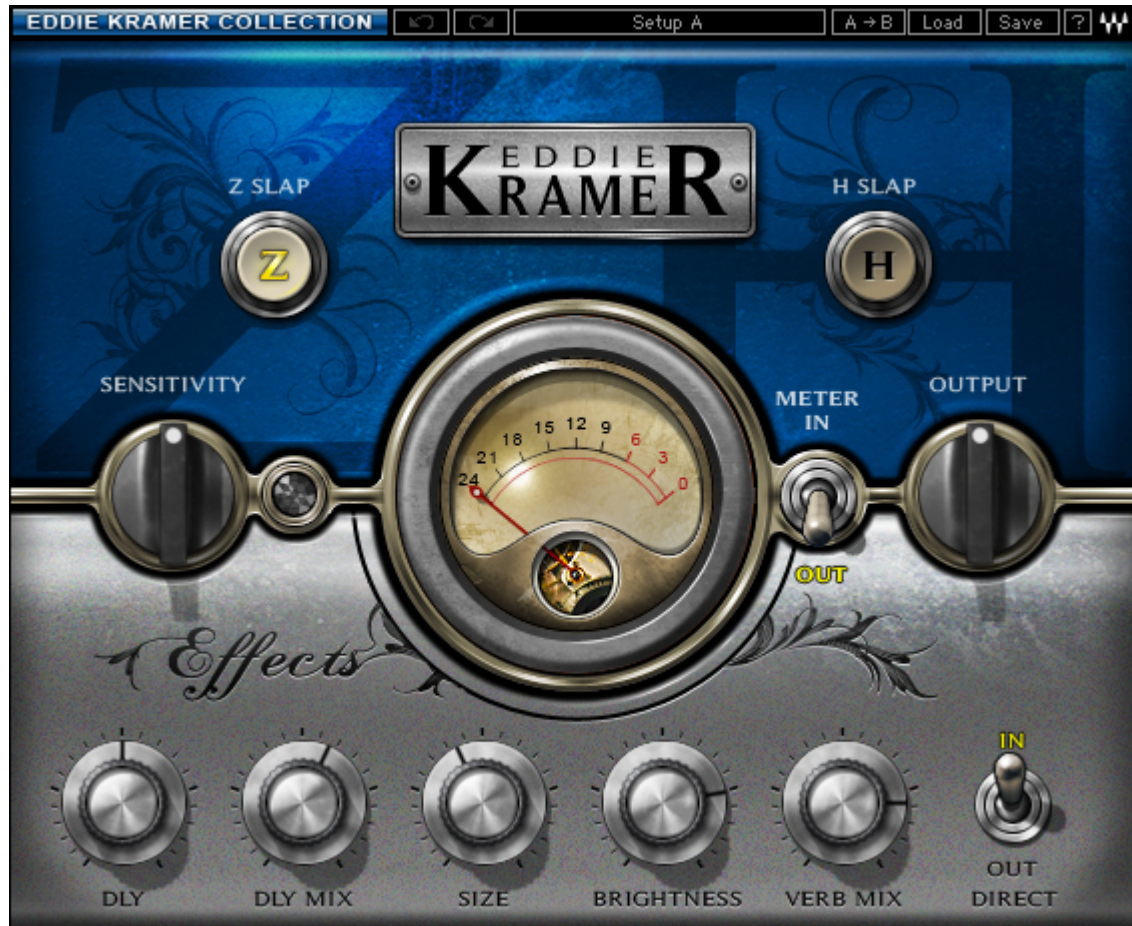 EDDIE KRAMER COLLECTION
Setup A
A→B
Load
Save
?
EDDIE
KRAMER
Z SLAP
H SLAP
Z
H
SENSITIVITY
METER
IN
OUTPUT
24 21 18 15 12 9 6 3 0
OUT
Effects
IN
OUT
DLY
DLY MIX
SIZE
BRIGHTNESS
VERB MIX
DIRECT